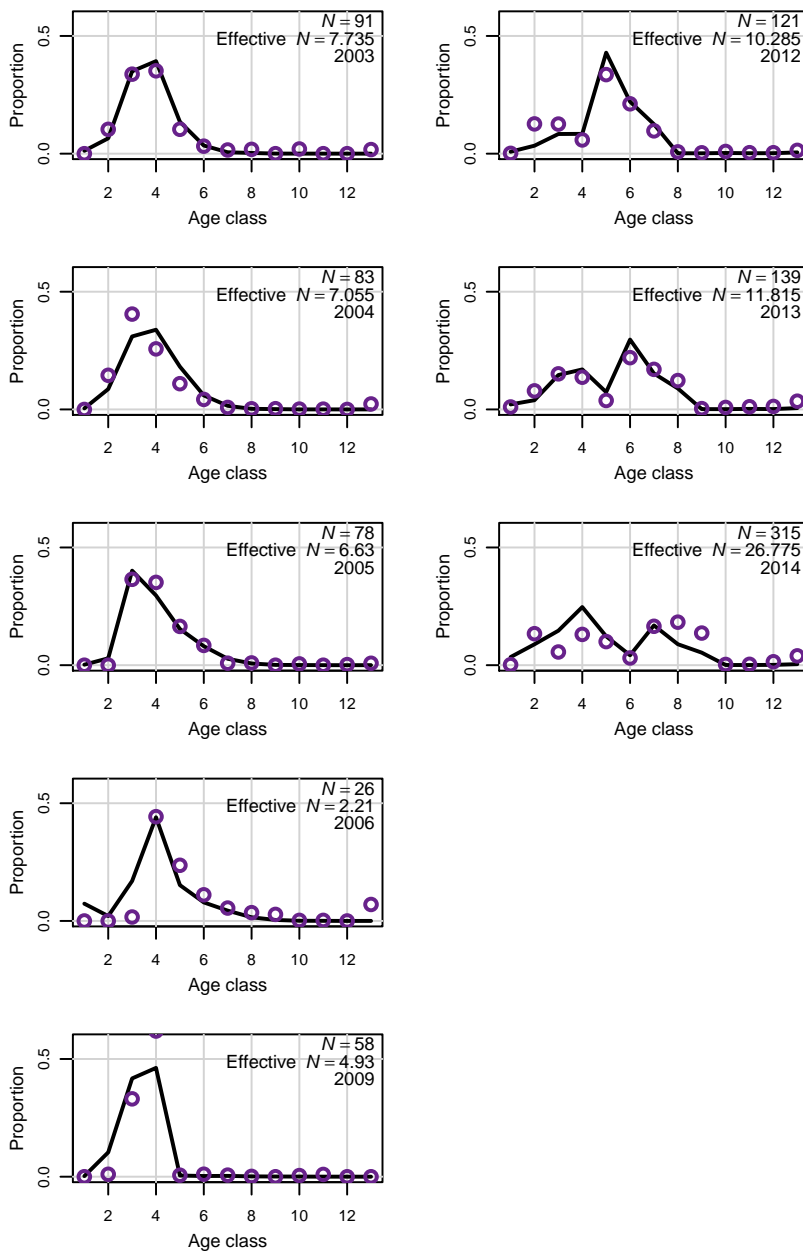 N = 91
Effective N = 7.735
2003
0.5
0.0
Proportion
2 4 6 8 10 12
Age class
N = 83
Effective N = 7.055
2004
0.5
0.0
Proportion
2 4 6 8 10 12
Age class
N = 78
Effective N = 6.63
2005
0.5
0.0
Proportion
2 4 6 8 10 12
Age class
N = 26
Effective N = 2.21
2006
0.5
0.0
Proportion
2 4 6 8 10 12
Age class
N = 58
Effective N = 4.93
2009
0.5
0.0
Proportion
2 4 6 8 10 12
Age class
N = 121
Effective N = 10.285
2012
0.5
0.0
Proportion
2 4 6 8 10 12
Age class
N = 139
Effective N = 11.815
2013
0.5
0.0
Proportion
2 4 6 8 10 12
Age class
N = 315
Effective N = 26.775
2014
0.5
0.0
Proportion
2 4 6 8 10 12
Age class